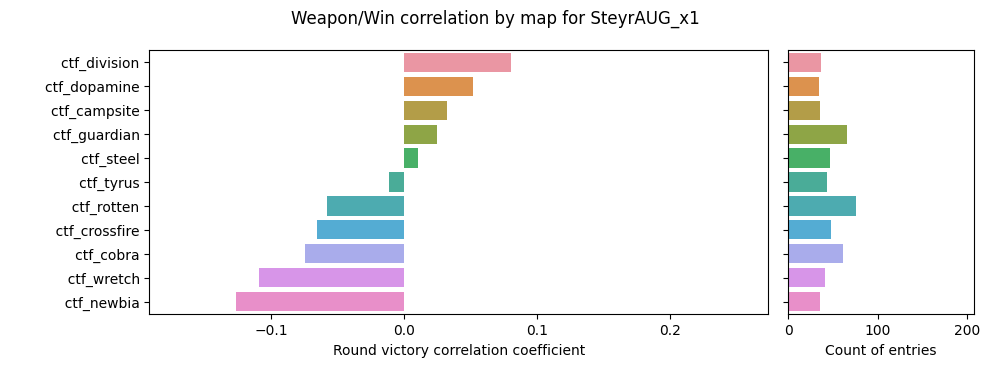 Weapon/Win correlation by map for SteyrAUG_x1
ctf_division
ctf_dopamine
ctf_campsite
ctf_guardian
ctf_steel
ctf_tyrus
ctf_rotten
ctf_crossfire
ctf_cobra
ctf_wretch
ctf_newbia
−0.1 0.0 0.1 0.2
Round victory correlation coefficient
0 100 200
Count of entries